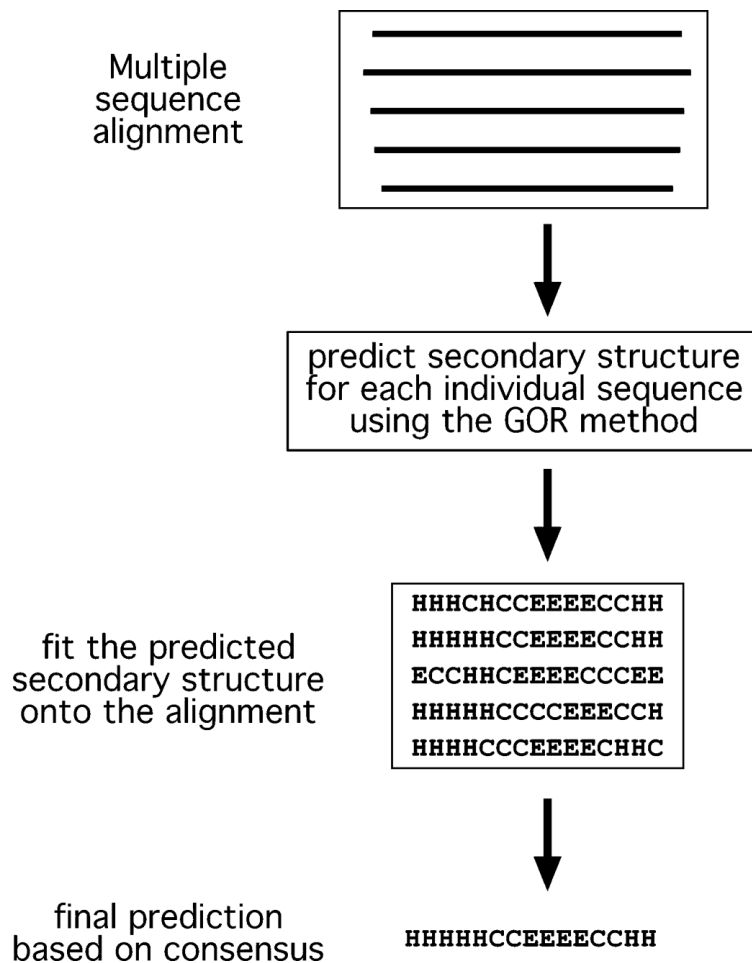 Multiple
sequence
alignment
predict secondary structure
for each individual sequence
using the GOR method
fit the predicted
secondary structure
onto the alignment
HHHCHCCEEEECCHH
HHHHHCCEEEECCHH
ECCHHCEEEECCCEE
HHHHHCCCCEEECCH
HHHHCCCEEEECHHC
final prediction
based on consensus
HHHHHCCEEEECCHH